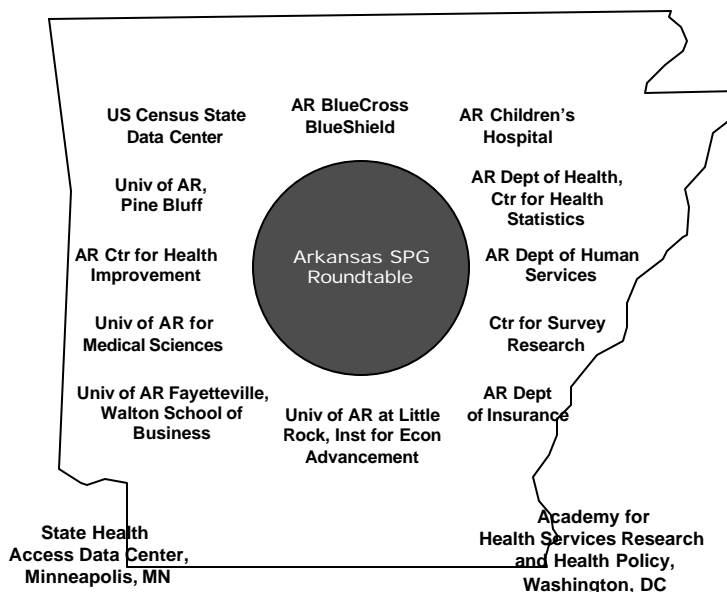 US Census State
Data Center
AR BlueCross
BlueShield
AR Children's
Hospital
Univ of AR,
Pine Bluff
AR Dept of Health,
Ctr for Health
Statistics
AR Ctr for Health
Improvement
Arkansas SPG
Roundtable
AR Dept of Human
Services
Univ of AR for
Medical Sciences
Ctr for Survey
Research
Univ of AR Fayetteville,
Walton School of
Business
Univ of AR at Little
Rock, Inst for Econ
Advancement
AR Dept
of Insurance
State Health
Access Data Center,
Minneapolis, MN
Academy for
Health Services Research
and Health Policy,
Washington, DC